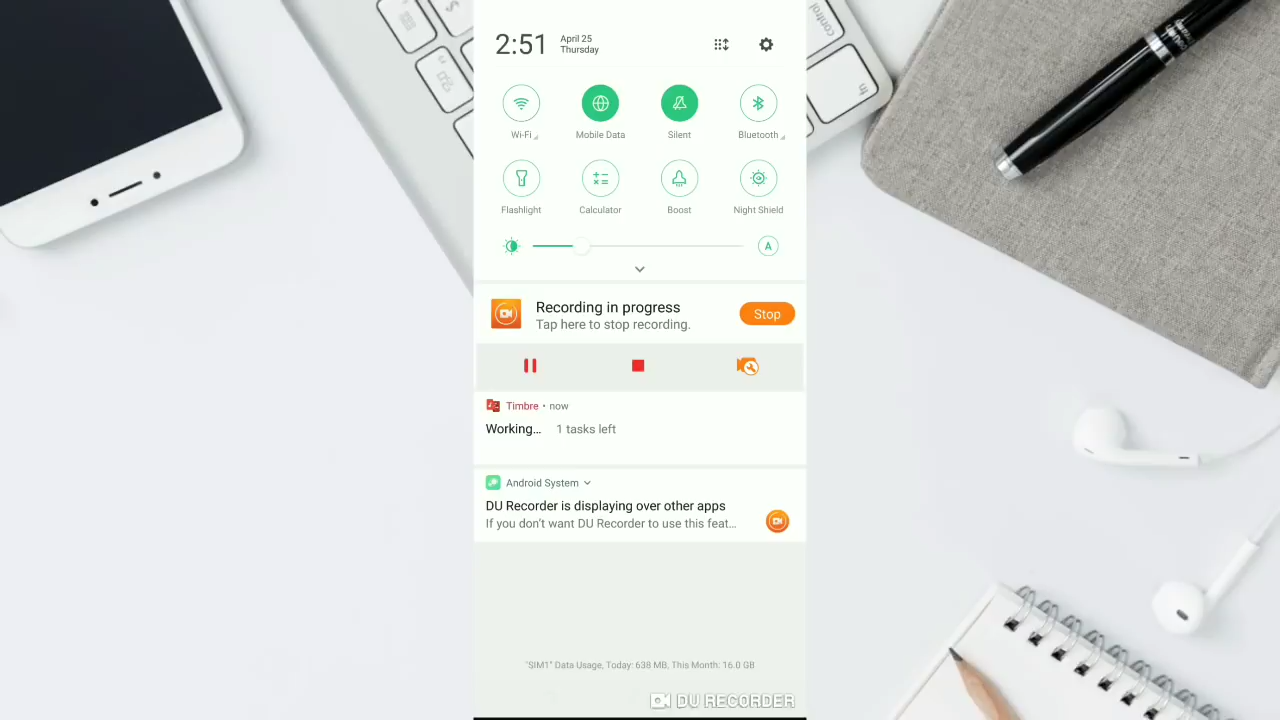 2:51
April 25
Thursday
Wi-Fi
Mobile Data
Silent
Bluetooth
Flashlight
Calculator
Boost
Night Shield
A
Recording in progress
Tap here to stop recording.
Stop
Timbre • now
Working... 1 tasks left
Android System
DU Recorder is displaying over other apps
If you don't want DU Recorder to use this feat...
"SIM1" Data Usage, Today: 638 MB, This Month: 16.0 GB
DU RECORDER
control
fn